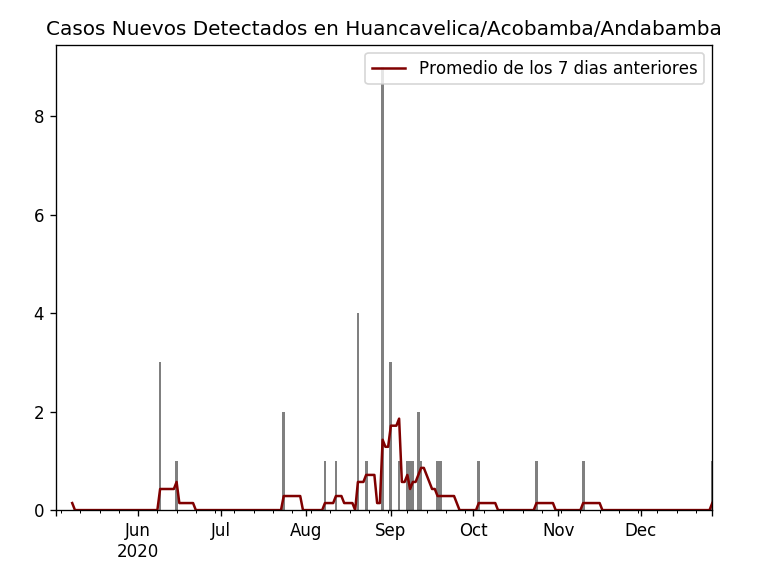 Casos Nuevos Detectados en Huancavelica/Acobamba/Andabamba
Promedio de los 7 dias anteriores
8
6
4
2
0
Jun Jul Aug Sep Oct Nov Dec
2020